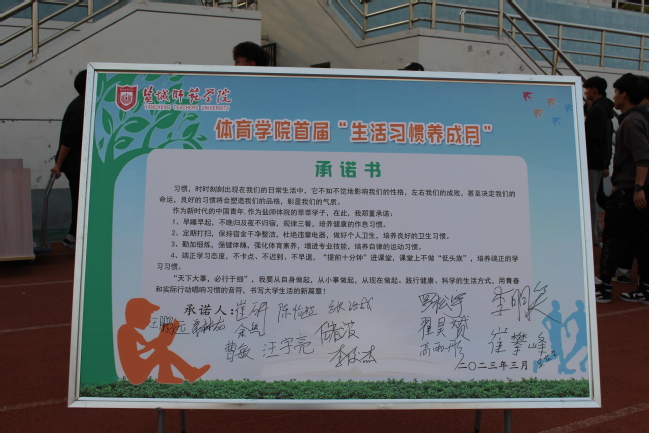 盐城师范学院
YANCHENG TEACHERS UNIVERSITY
体育学院首届“生活习惯养成月”
承诺书
习惯，时时刻刻出现在我们的日常生活中，它不知不觉地影响我们的性格，左右我们的成败，甚至决定我们的
命运，良好的习惯将会塑造我们的品格，彰显我们的气质。
作为新时代的中国青年、作为盐师体院的莘莘学子，在此，我郑重承诺：
1、早睡早起，不晚归及夜不归宿，规律三餐，培养健康的作息习惯。
2、定期打扫，保持宿舍干净整洁，杜绝违章电器，做好个人卫生，培养良好的卫生习惯。
3、勤加锻炼，强健体魄，强化体育素养，增进专业技能，培养自律的运动习惯。
4、端正学习态度，不卡点、不迟到、不早退，“提前十分钟”进课堂，课堂上不做“低头族”，培养端正的学
习习惯。
“天下大事，必行于细”，我要从自身做起，从小事做起，从现在做起。践行健康、科学的生活方式，用青春
和实际行动唱响习惯的音符，书写大学生活的新篇章！
承诺人：
曹敏 汪宇亮
崔攀峰
二〇二三年三月